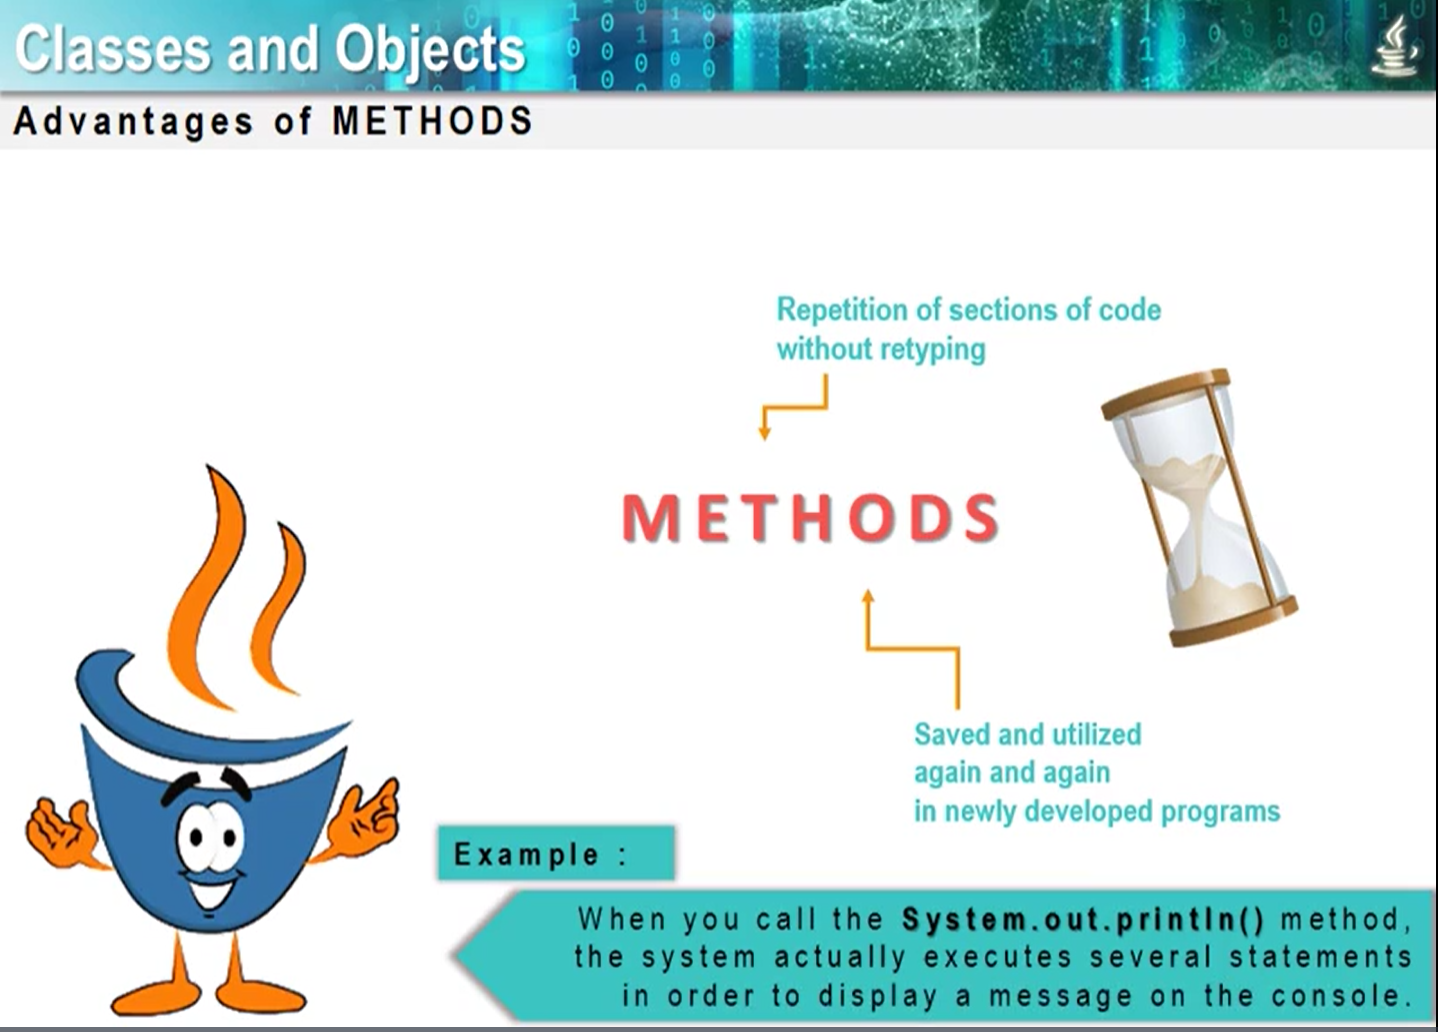 Classes and Objects
Advantages of METHODS
Repetition of sections of code
without retyping
METHODS
Saved and utilized
again and again
in newly developed programs
Example :
When you call the System.out.println() method,
the system actually executes several statements
in order to display a message on the console.